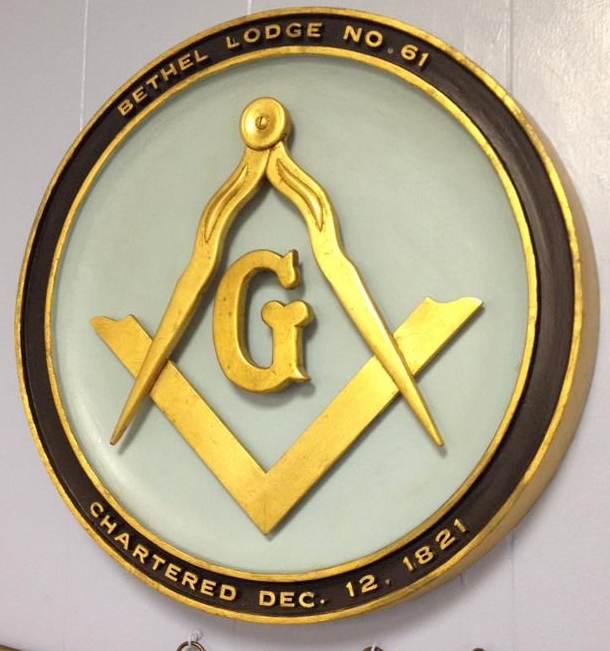 BETHEL LODGE NO. 61
G
CHARTERED DEC. 12, 1821